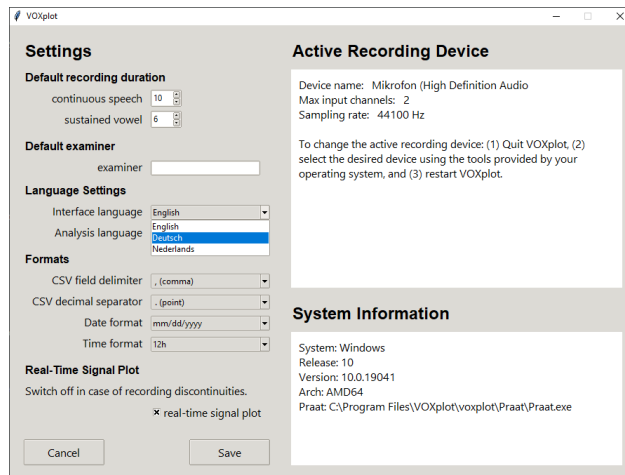 VOXplot
Settings
Default recording duration
continuous speech 10
sustained vowel 6
Default examiner
examiner
Language Settings
Interface language English
English
Analysis language Deutsch
Nederlands
Formats
CSV field delimiter , (comma)
CSV decimal separator . (point)
Date format mm/dd/yyyy
Time format 12h
Real-Time Signal Plot
Switch off in case of recording discontinuities.
real-time signal plot
Cancel Save
Active Recording Device
Device name: Mikrofon (High Definition Audio
Max input channels: 2
Sampling rate: 44100 Hz
To change the active recording device: (1) Quit VOXplot, (2)
select the desired device using the tools provided by your
operating system, and (3) restart VOXplot.
System Information
System: Windows
Release: 10
Version: 10.0.19041
Arch: AMD64
Praat: C:\Program Files\VOXplot\voxplot\Praat\Praat.exe